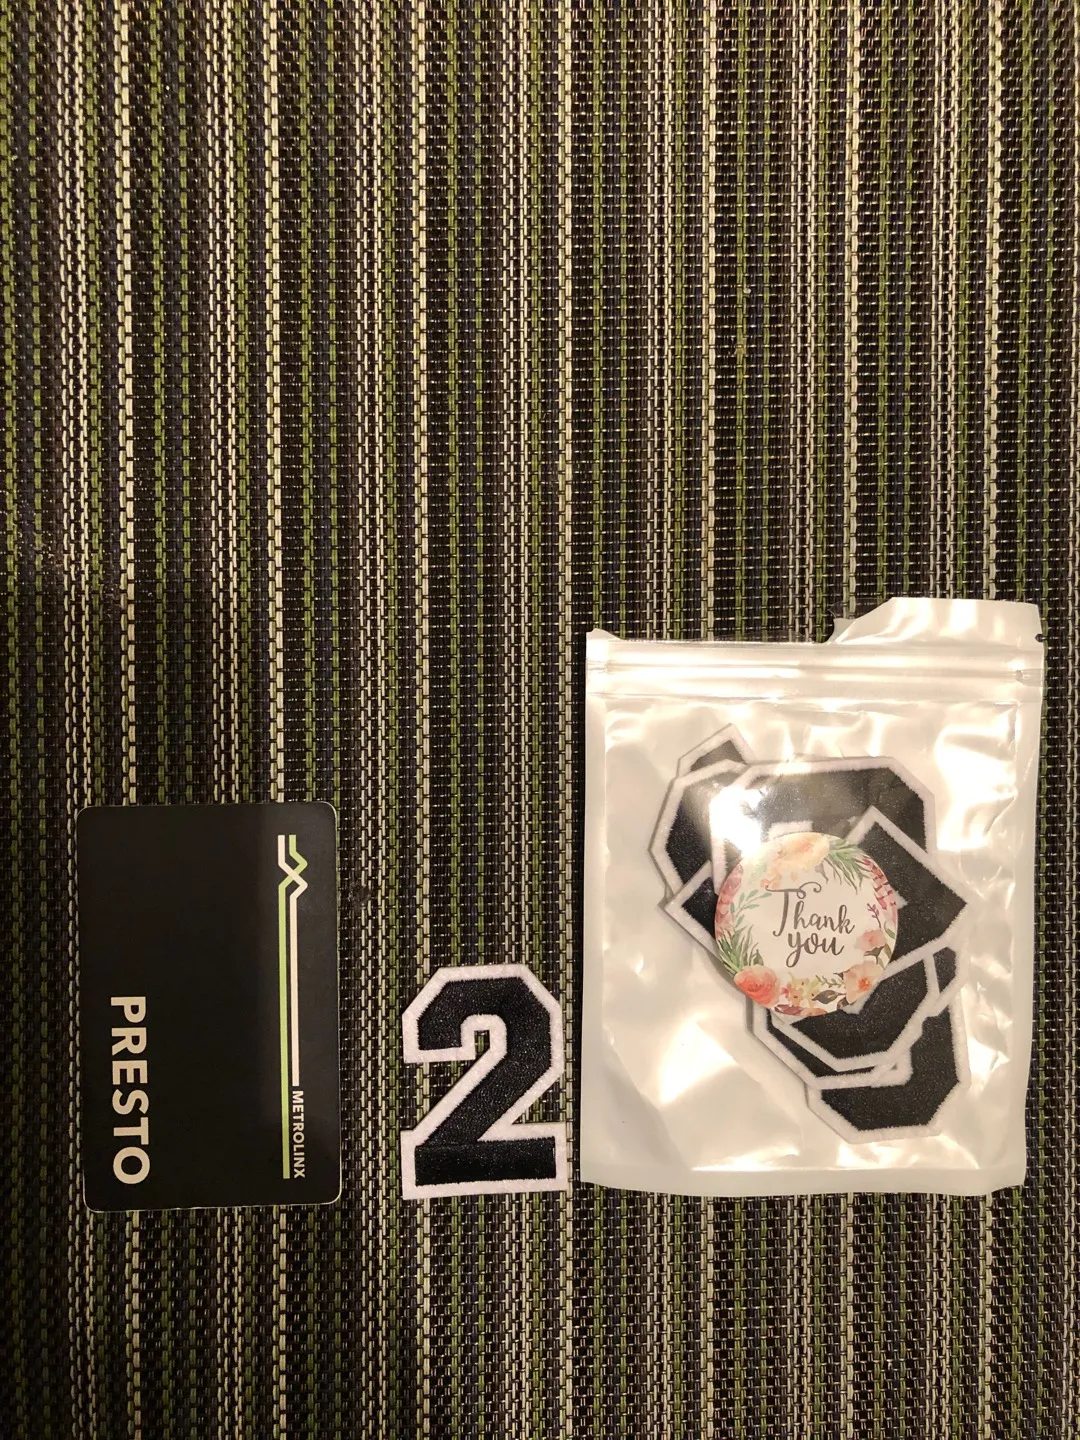 METROLINX
PRESTO
2
Thank
you